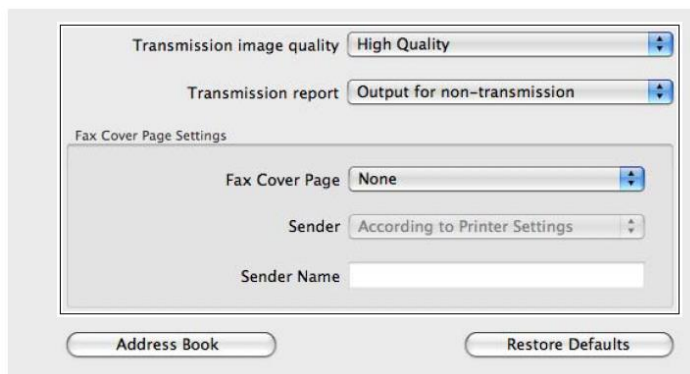 Transmission image quality High Quality
Transmission report Output for non-transmission
Fax Cover Page Settings
Fax Cover Page None
Sender According to Printer Settings
Sender Name
Address Book Restore Defaults